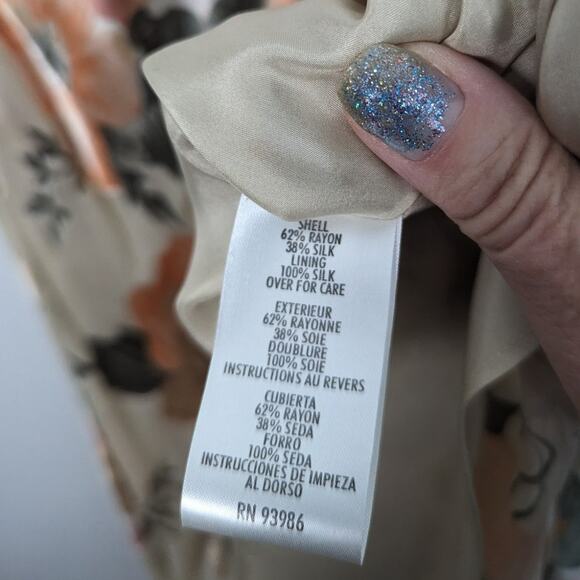 SHELL
62% RAYON
38% SILK
LINING
100% SILK
OVER FOR CARE
EXTERIEUR
62% RAYONNE
38% SOIE
DOUBLURE
100% SOIE
INSTRUCTIONS AU REVERS
CUBIERTA
62% RAYON
38% SEDA
FORRO
100% SEDA
INSTRUCCIONES DE IMPIEZA
AL DORSO
RN 93986